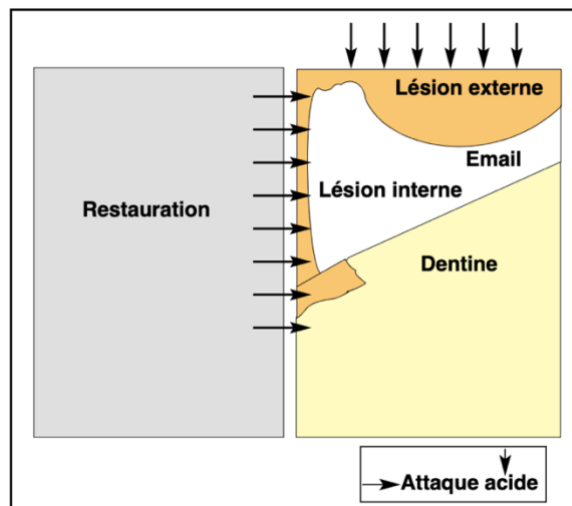 Lésion externe
Email
Lésion interne
Restauration
Dentine
Attaque acide